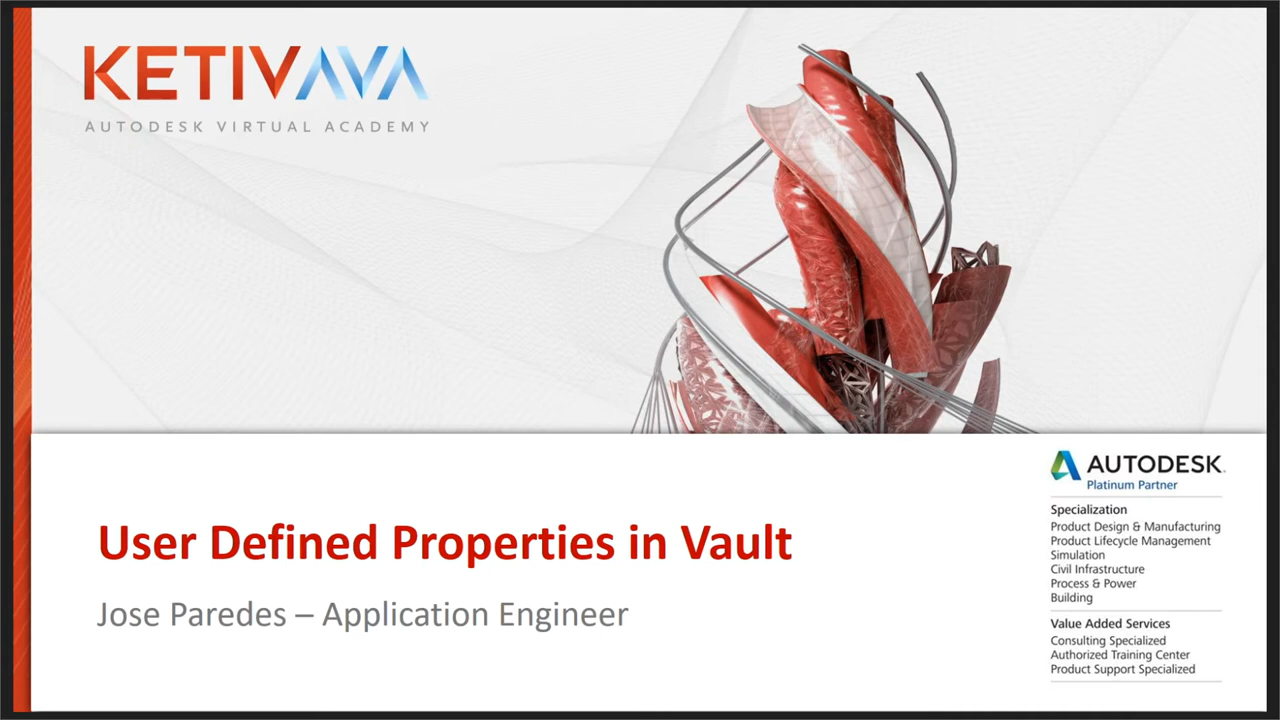 KETIVAVA
AUTODESK VIRTUAL ACADEMY
User Defined Properties in Vault
Jose Paredes – Application Engineer
AUTODESK.
Platinum Partner
Specialization
Product Design & Manufacturing
Product Lifecycle Management
Simulation
Civil Infrastructure
Process & Power
Building
Value Added Services
Consulting Specialized
Authorized Training Center
Product Support Specialized